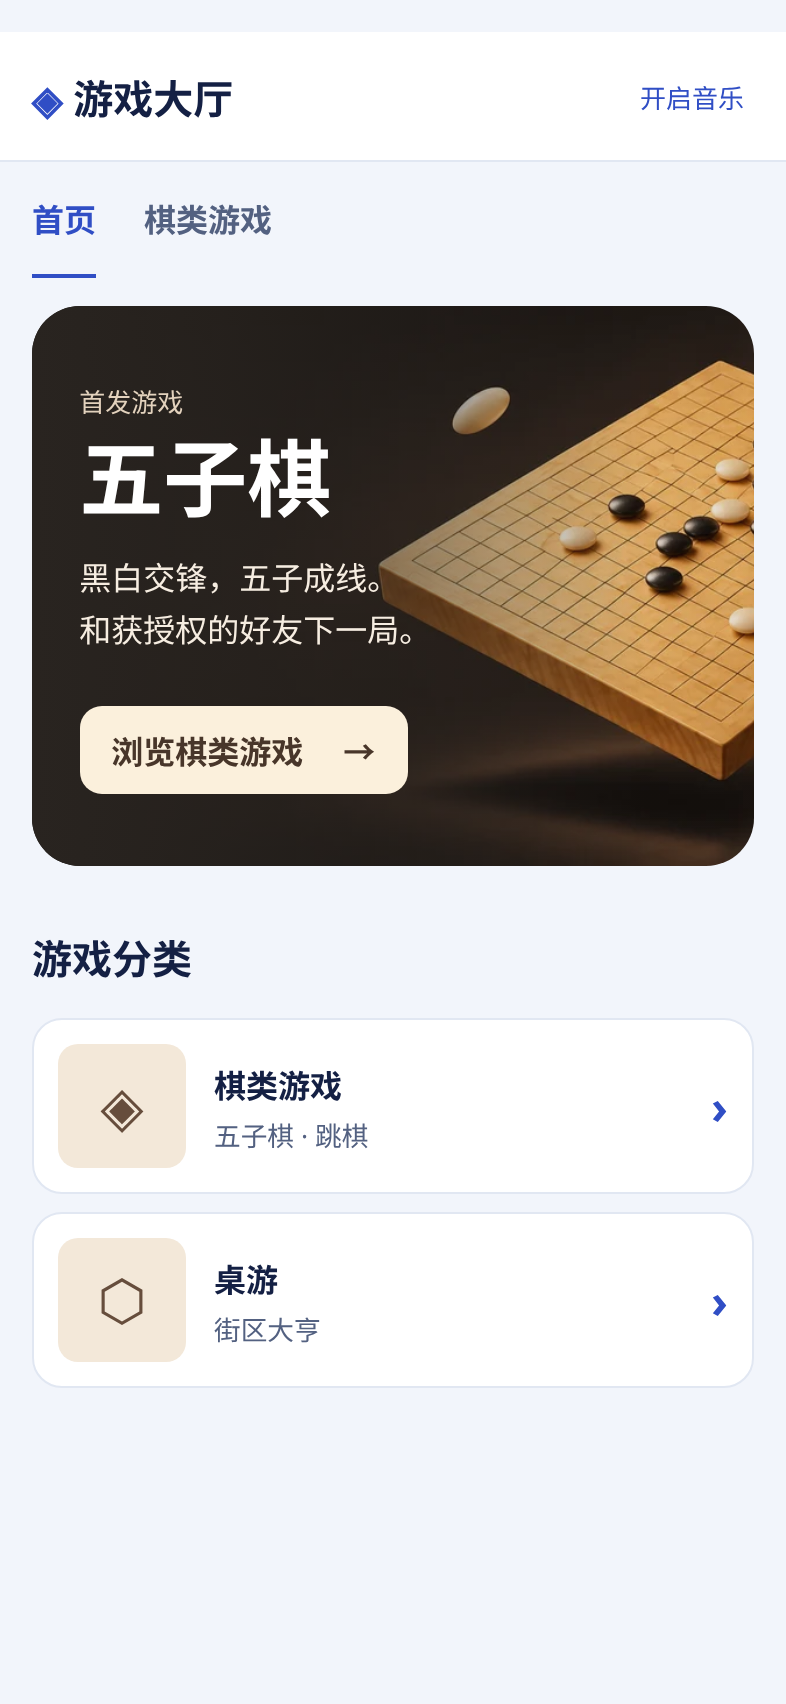 游戏大厅
开启音乐
首页
棋类游戏
首发游戏
五子棋
黑白交锋，五子成线。
和获授权的好友下一局。
浏览棋类游戏 →
游戏分类
棋类游戏
五子棋 · 跳棋
桌游
街区大亨